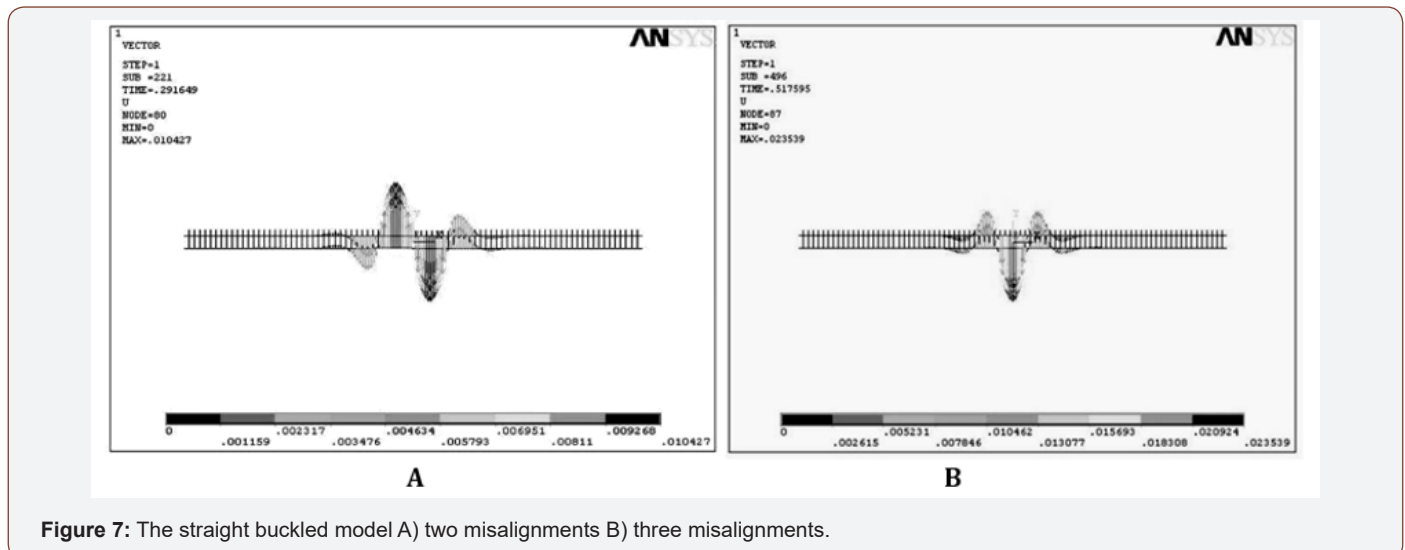 1
VECTOR
STEP=1
SUB =221
TIME=.291649
U
NODE=80
MIN=0
MAX=.010427
ANSYS
0
.001159
.002317
.003476
.004634
.005793
.006951
.00811
.009268
.010427
A
1
VECTOR
STEP=1
SUB =496
TIME=.517595
U
NODE=87
MIN=0
MAX=.023539
ANSYS
0
.002615
.005231
.007846
.010462
.013077
.015693
.018308
.020924
.023539
B
Figure 7: The straight buckled model A) two misalignments B) three misalignments.